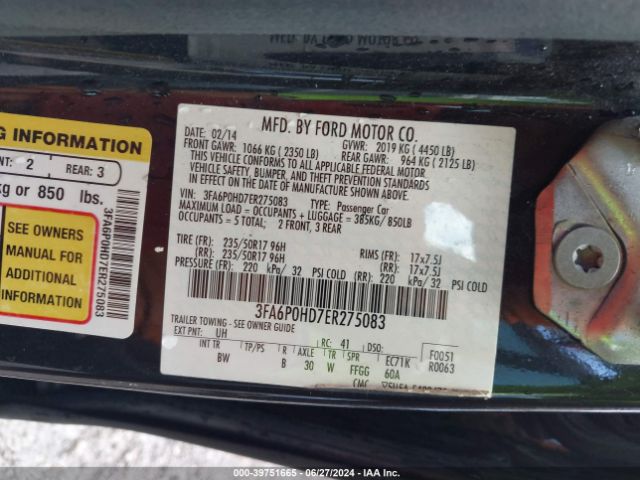 G INFORMATION
NT: 2 REAR: 3
kg or 850 lbs.
SEE OWNERS
MANUAL FOR
ADDITIONAL
INFORMATION
3FA6P0HD7ER275083
MFD. BY FORD MOTOR CO.
DATE: 02/14 GVWR: 2019 KG ( 4450 LB)
FRONT GAWR: 1066 KG ( 2350 LB) REAR GAWR: 964 KG ( 2125 LB)
THIS VEHICLE CONFORMS TO ALL APPLICABLE FEDERAL MOTOR
VEHICLE SAFETY, BUMPER, AND THEFT PREVENTION STANDARDS
IN EFFECT ON THE DATE OF MANUFACTURE SHOWN ABOVE.
VIN: 3FA6P0HD7ER275083 TYPE: Passenger Car
MAXIMUM LOAD = OCCUPANTS + LUGGAGE = 385KG/850LB
OCCUPANTS = 5 TOTAL; 2 FRONT, 3 REAR
TIRE (FR): 235/50R17 96H RIMS (FR): 17x7.5J
(RR): 235/50R17 96H (RR): 17x7.5J
PRESSURE (FR): 220 kPa/ 32 PSI COLD (RR): 220 kPa/ 32 PSI COLD
3FA6P0HD7ER275083
TRAILER TOWING - SEE OWNER GUIDE
EXT PNT: UH RC: 41 DSO: F0051
INT TR TP/PS R AXLE TR SPR EC71K R0063
BW B 30 W FFGG 60A
000-39751665 - 06/27/2024 - IAAI.com